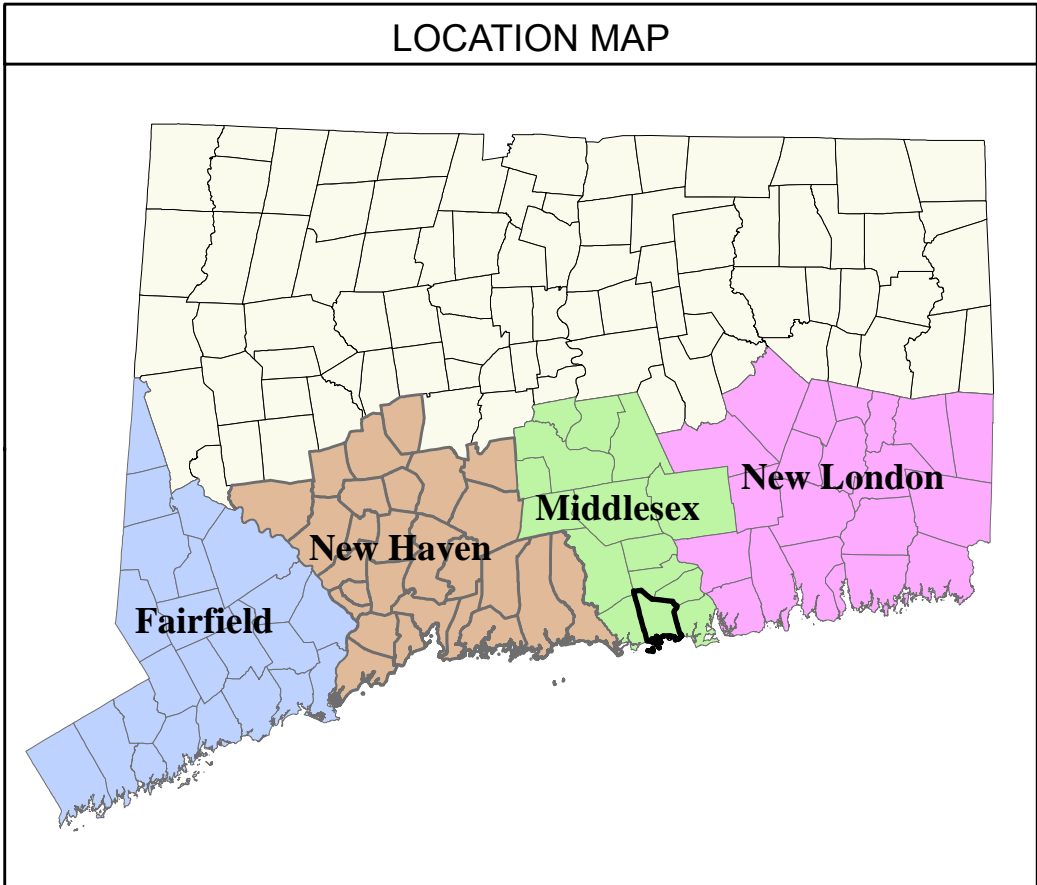 LOCATION MAP
New London
Middlesex
New Haven
Fairfield